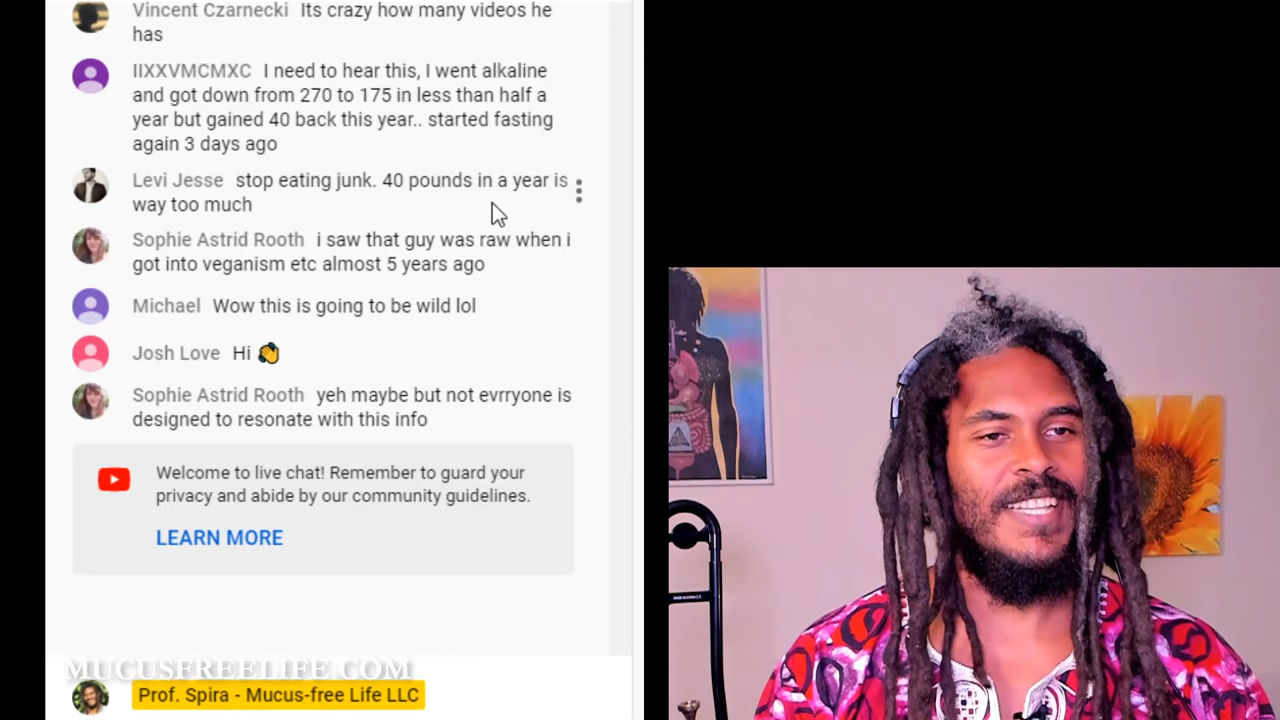 Vincent Czarnecki Its crazy how many videos he
has
IIXXVMCMXC I need to hear this, I went alkaline
and got down from 270 to 175 in less than half a
year but gained 40 back this year.. started fasting
again 3 days ago
Levi Jesse stop eating junk. 40 pounds in a year is
way too much
Sophie Astrid Rooth i saw that guy was raw when i
got into veganism etc almost 5 years ago
Michael Wow this is going to be wild lol
Josh Love Hi 👏
Sophie Astrid Rooth yeh maybe but not evrryone is
designed to resonate with this info
Welcome to live chat! Remember to guard your
privacy and abide by our community guidelines.
LEARN MORE
MUCUSFREELIFE.COM
Prof. Spira - Mucus-free Life LLC